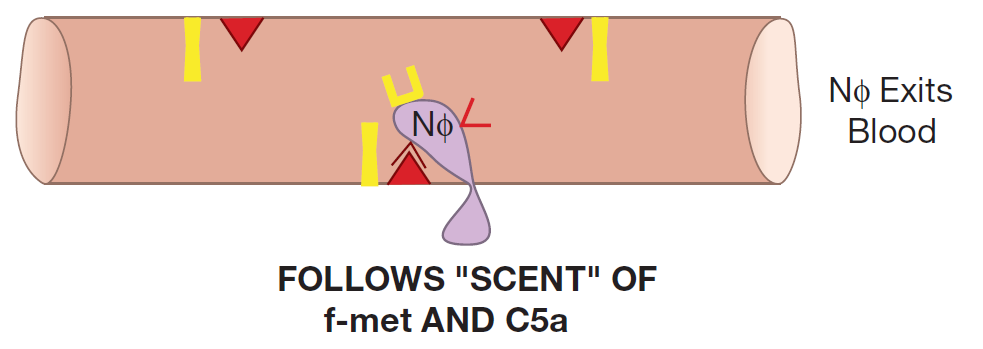 Nϕ Exits
Blood
Nϕ
FOLLOWS "SCENT" OF
f-met AND C5a